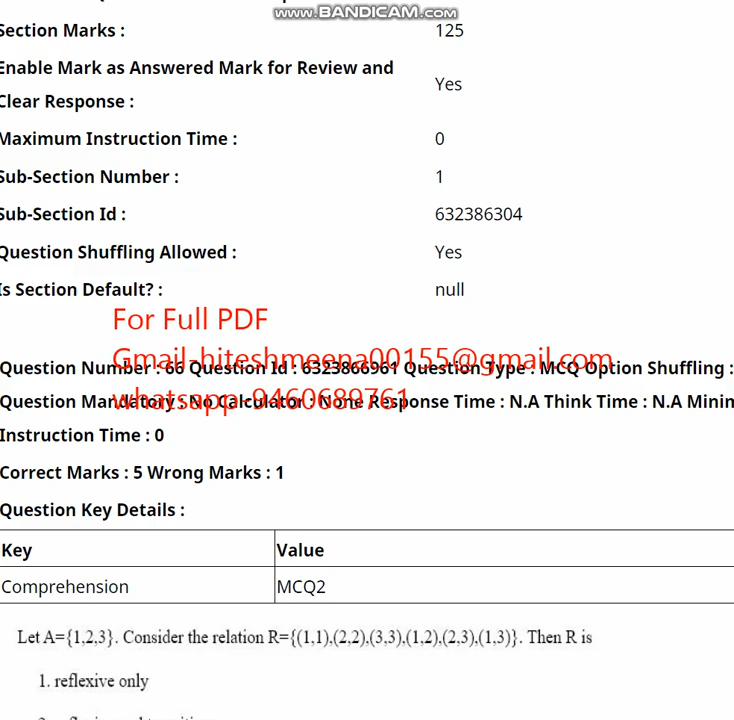 www.BANDICAM.com
Section Marks : 125
Enable Mark as Answered Mark for Review and
Clear Response : Yes
Maximum Instruction Time : 0
Sub-Section Number : 1
Sub-Section Id : 632386304
Question Shuffling Allowed : Yes
Is Section Default? : null
For Full PDF
Gmail-hiteshmeena00155@gmail.com
Question Number : 66 Question Id : 6323866961 Question Type : MCQ Option Shuffling :
whatsapp-9460689761
Question Mandatory : No Calculator : None Response Time : N.A Think Time : N.A Minim
Instruction Time : 0
Correct Marks : 5 Wrong Marks : 1
Question Key Details :
Key Value
Comprehension MCQ2
Let A={1,2,3}. Consider the relation R={(1,1),(2,2),(3,3),(1,2),(2,3),(1,3)}. Then R is
1. reflexive only